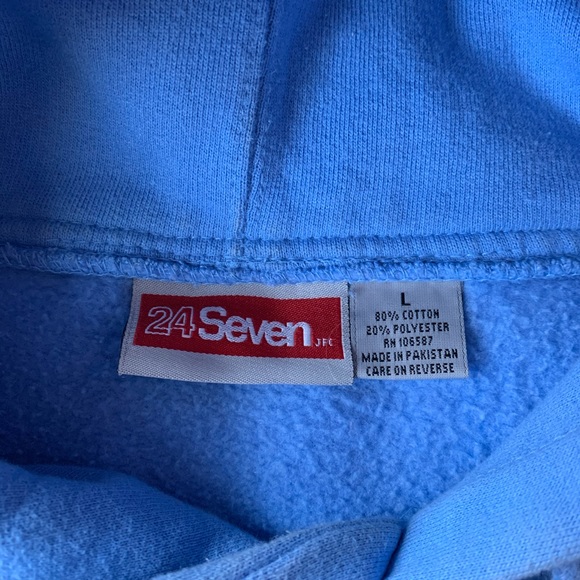 24Seven JFC
L
80% COTTON
20% POLYESTER
RN 106587
MADE IN PAKISTAN
CARE ON REVERSE